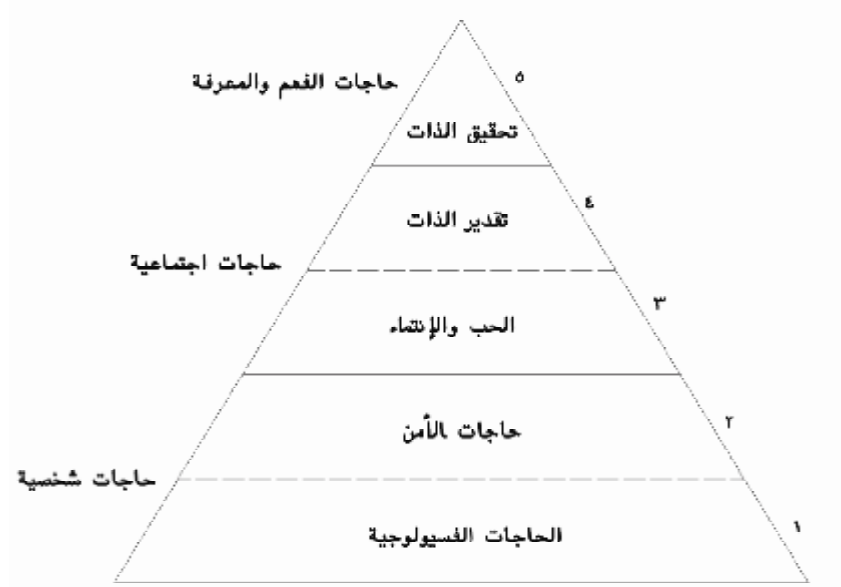 ٥
حاجات الفهم والمعرفة
تحقيق الذات
٤
تقدير الذات
حاجات اجتماعية
٣
الحب والإنتماء
٢
حاجات الأمن
حاجات شخصية
١
الحاجات الفسيولوجية